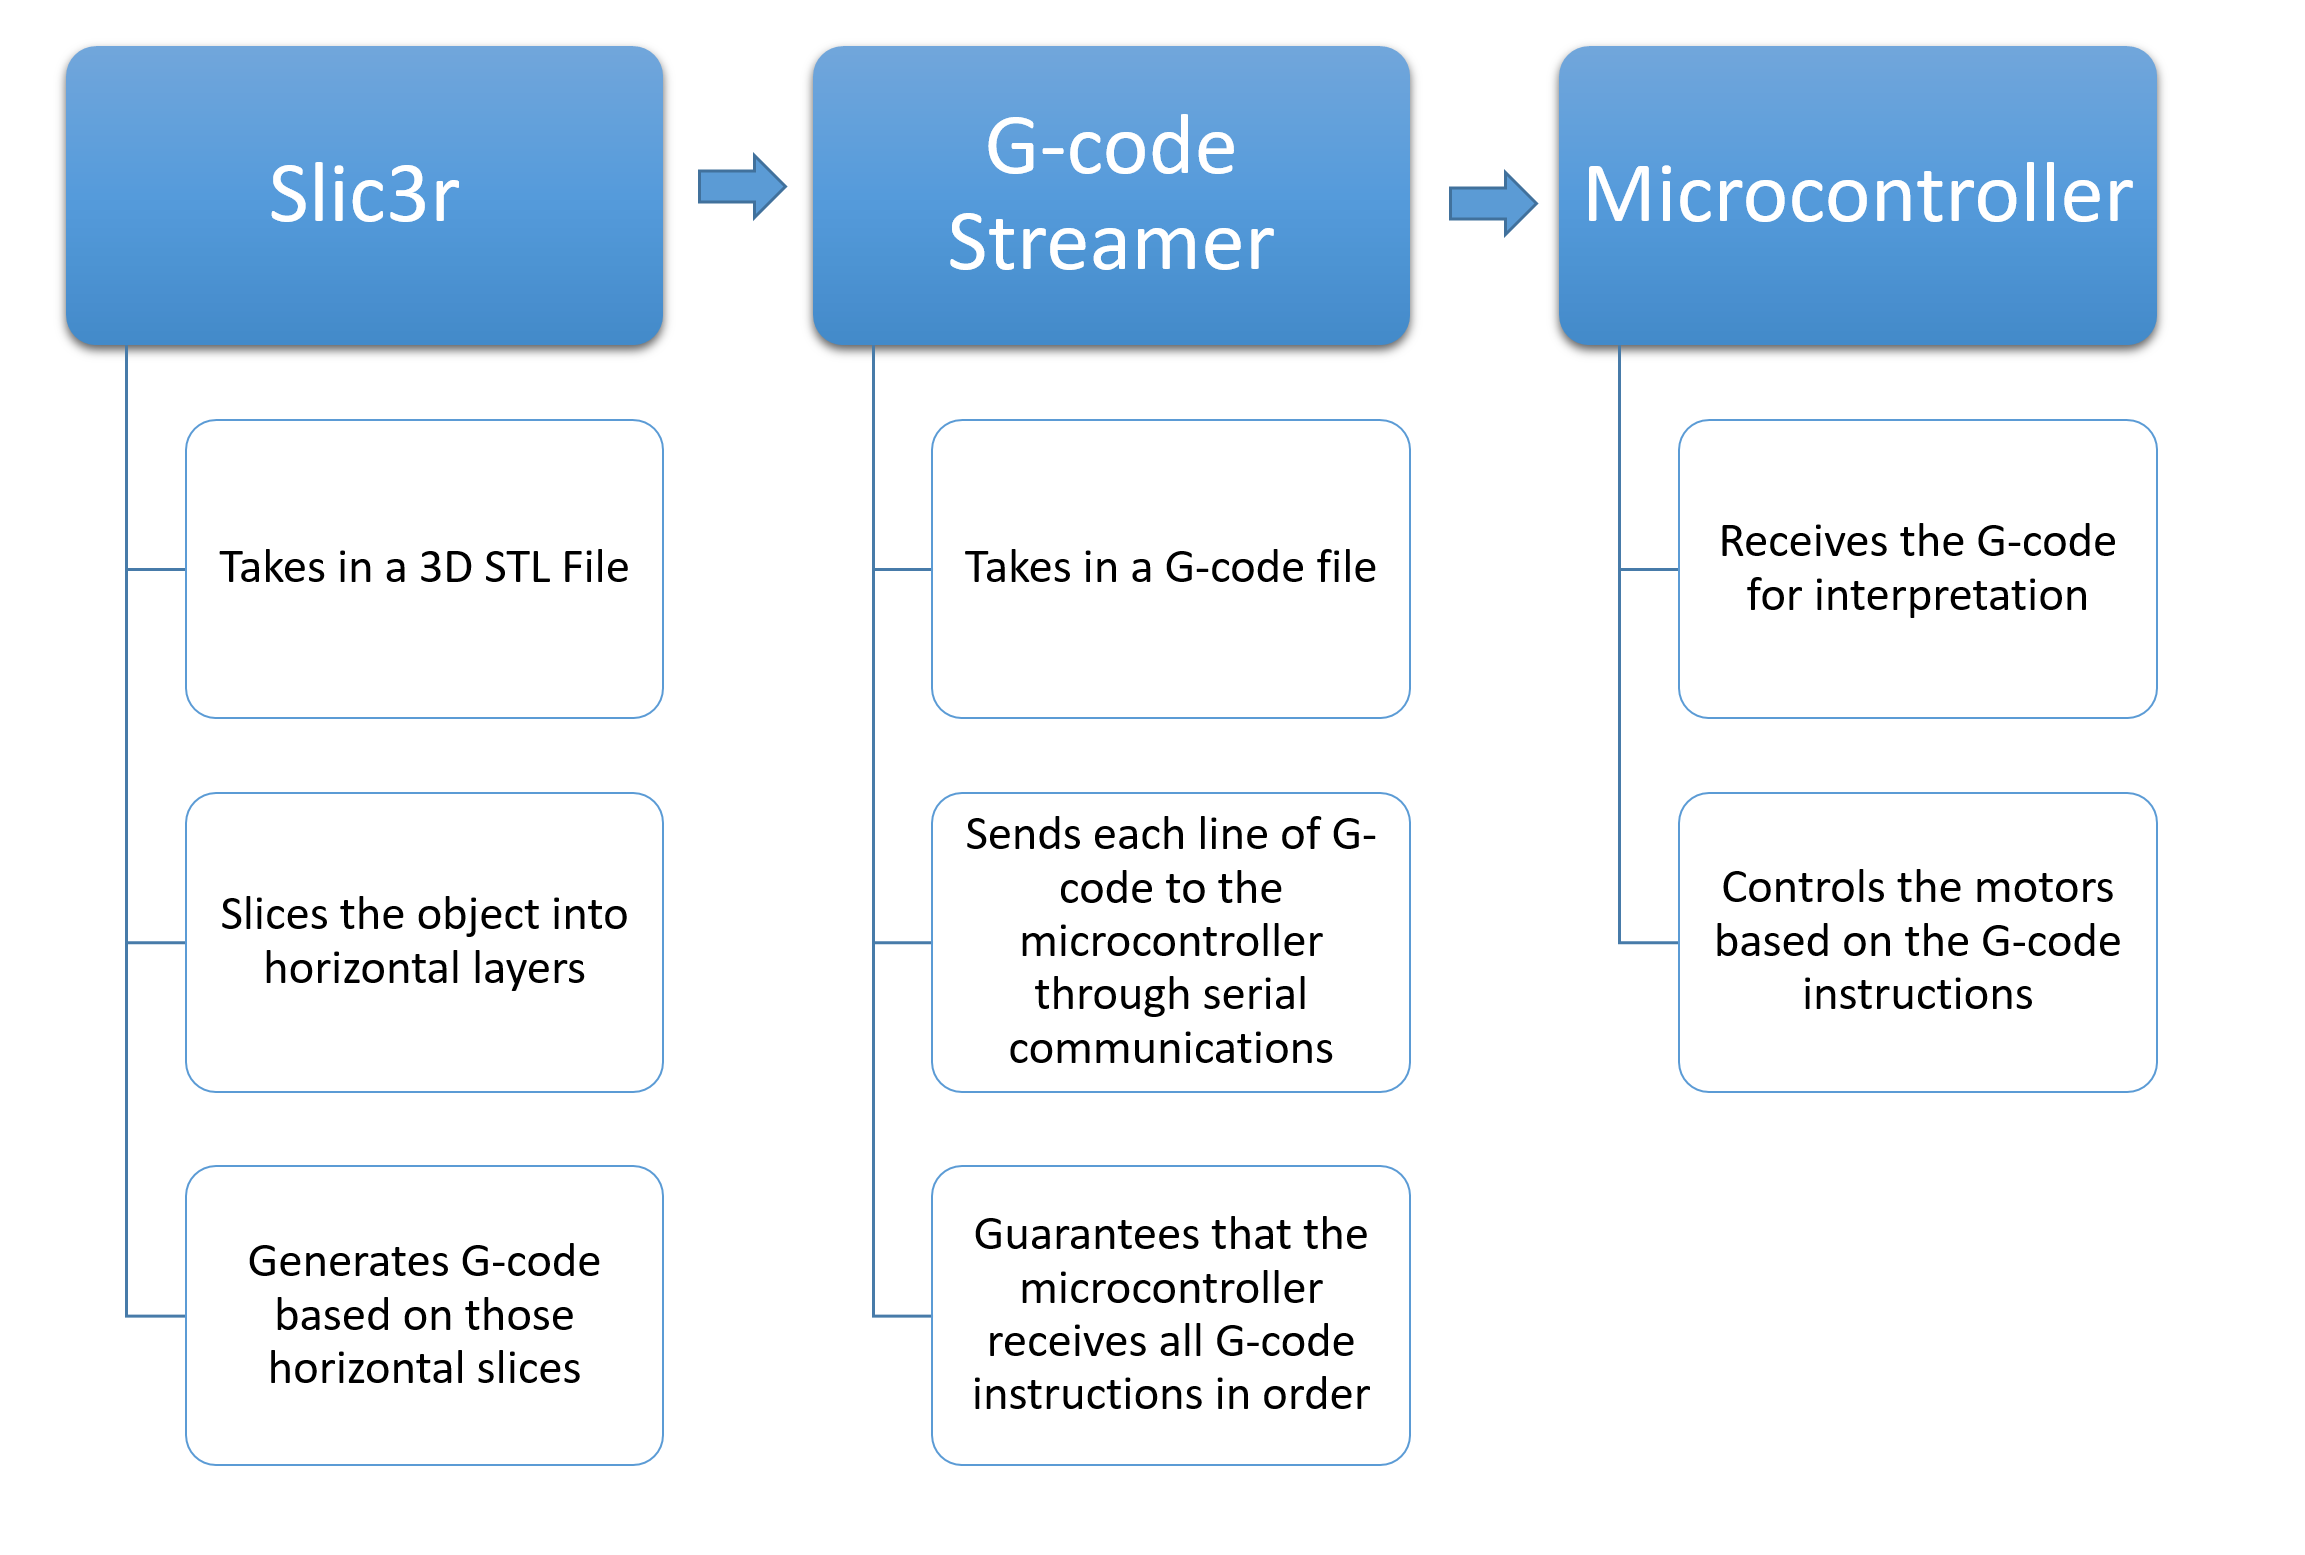 Slic3r
Takes in a 3D STL File
Slices the object into
horizontal layers
Generates G-code
based on those
horizontal slices
G-code
Streamer
Takes in a G-code file
Sends each line of G-
code to the
microcontroller
through serial
communications
Guarantees that the
microcontroller
receives all G-code
instructions in order
Microcontroller
Receives the G-code
for interpretation
Controls the motors
based on the G-code
instructions